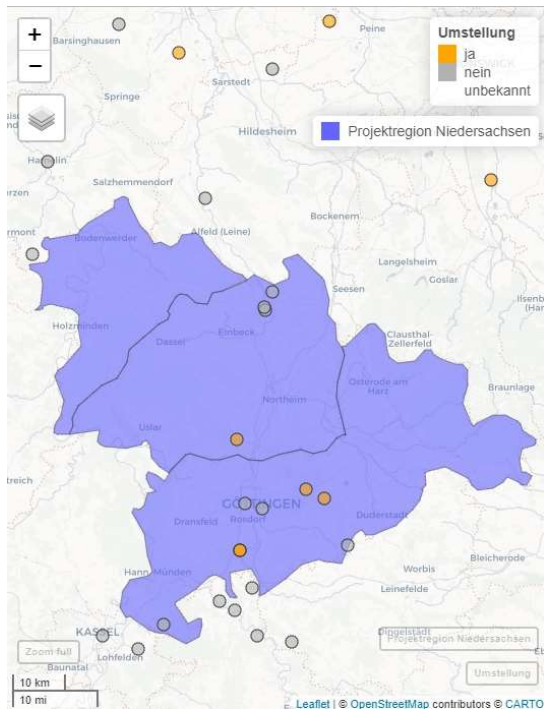 +
−
Barsinghausen
Peine
Umstellung
ja
nein
unbekannt
Sarstedt
Springe
Hildesheim
Projektregion Niedersachsen
Hameln
Salzhemmendorf
Bockenem
Alfeld (Leine)
Bodenwerder
Langelsheim
Goslar
Seesen
Holzminden
Einbeck
Dassel
Clausthal-
Zellerfeld
Osterode am
Harz
Braunlage
Northeim
Uslar
GÖTTINGEN
Dransfeld
Rosdorf
Duderstadt
Bleicherode
Worbis
Hann. Münden
Leinefelde
KASSEL
Dingelstädt
Projektregion Niedersachsen
Zoom full
Lohfelden
Baunatal
Umstellung
10 km
10 mi
Leaflet | © OpenStreetMap contributors © CARTO